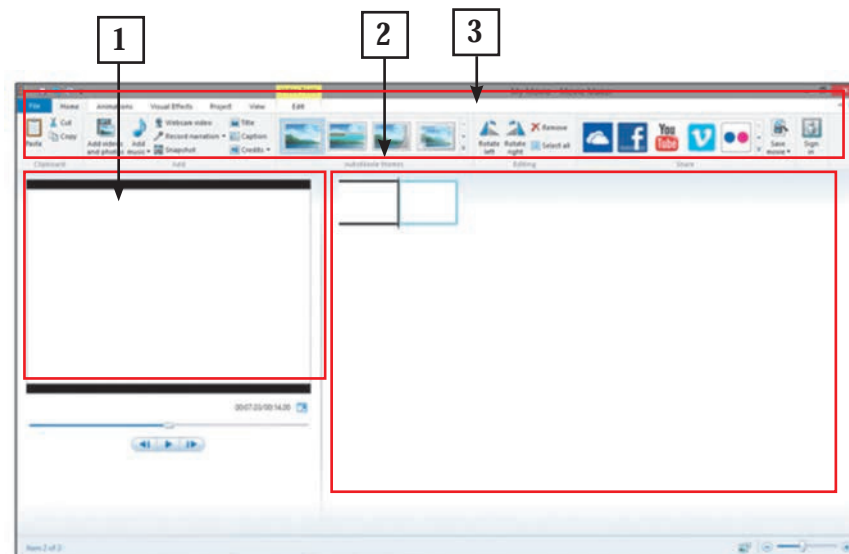 1 2 3
My Movie - Movie Maker
File Home Animations Visual Effects Project View Edit
Paste Cut Copy
Add videos and photos Add music Webcam video Record narration Snapshot Title Caption Credits
Rotate left Rotate right Remove Select all
You Tube
Save movie Sign in
Clipboard Add AutoMovie themes Editing Share
00:07.03/00:14.00
Item 2 of 2